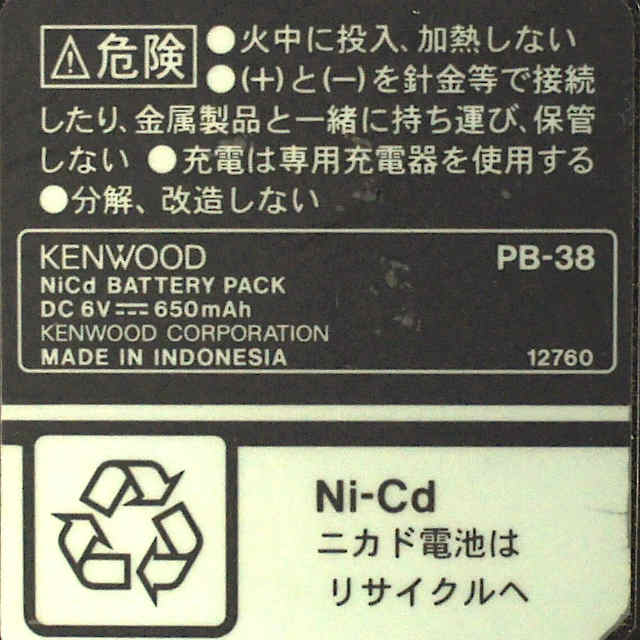 ⚠危険 ●火中に投入、加熱しない
●(+)と(−)を針金等で接続
したり、金属製品と一緒に持ち運び、保管
しない ●充電は専用充電器を使用する
●分解、改造しない
KENWOOD PB-38
NiCd BATTERY PACK
DC 6V⎓650mAh
KENWOOD CORPORATION
MADE IN INDONESIA 12760
Ni-Cd
ニカド電池は
リサイクルへ